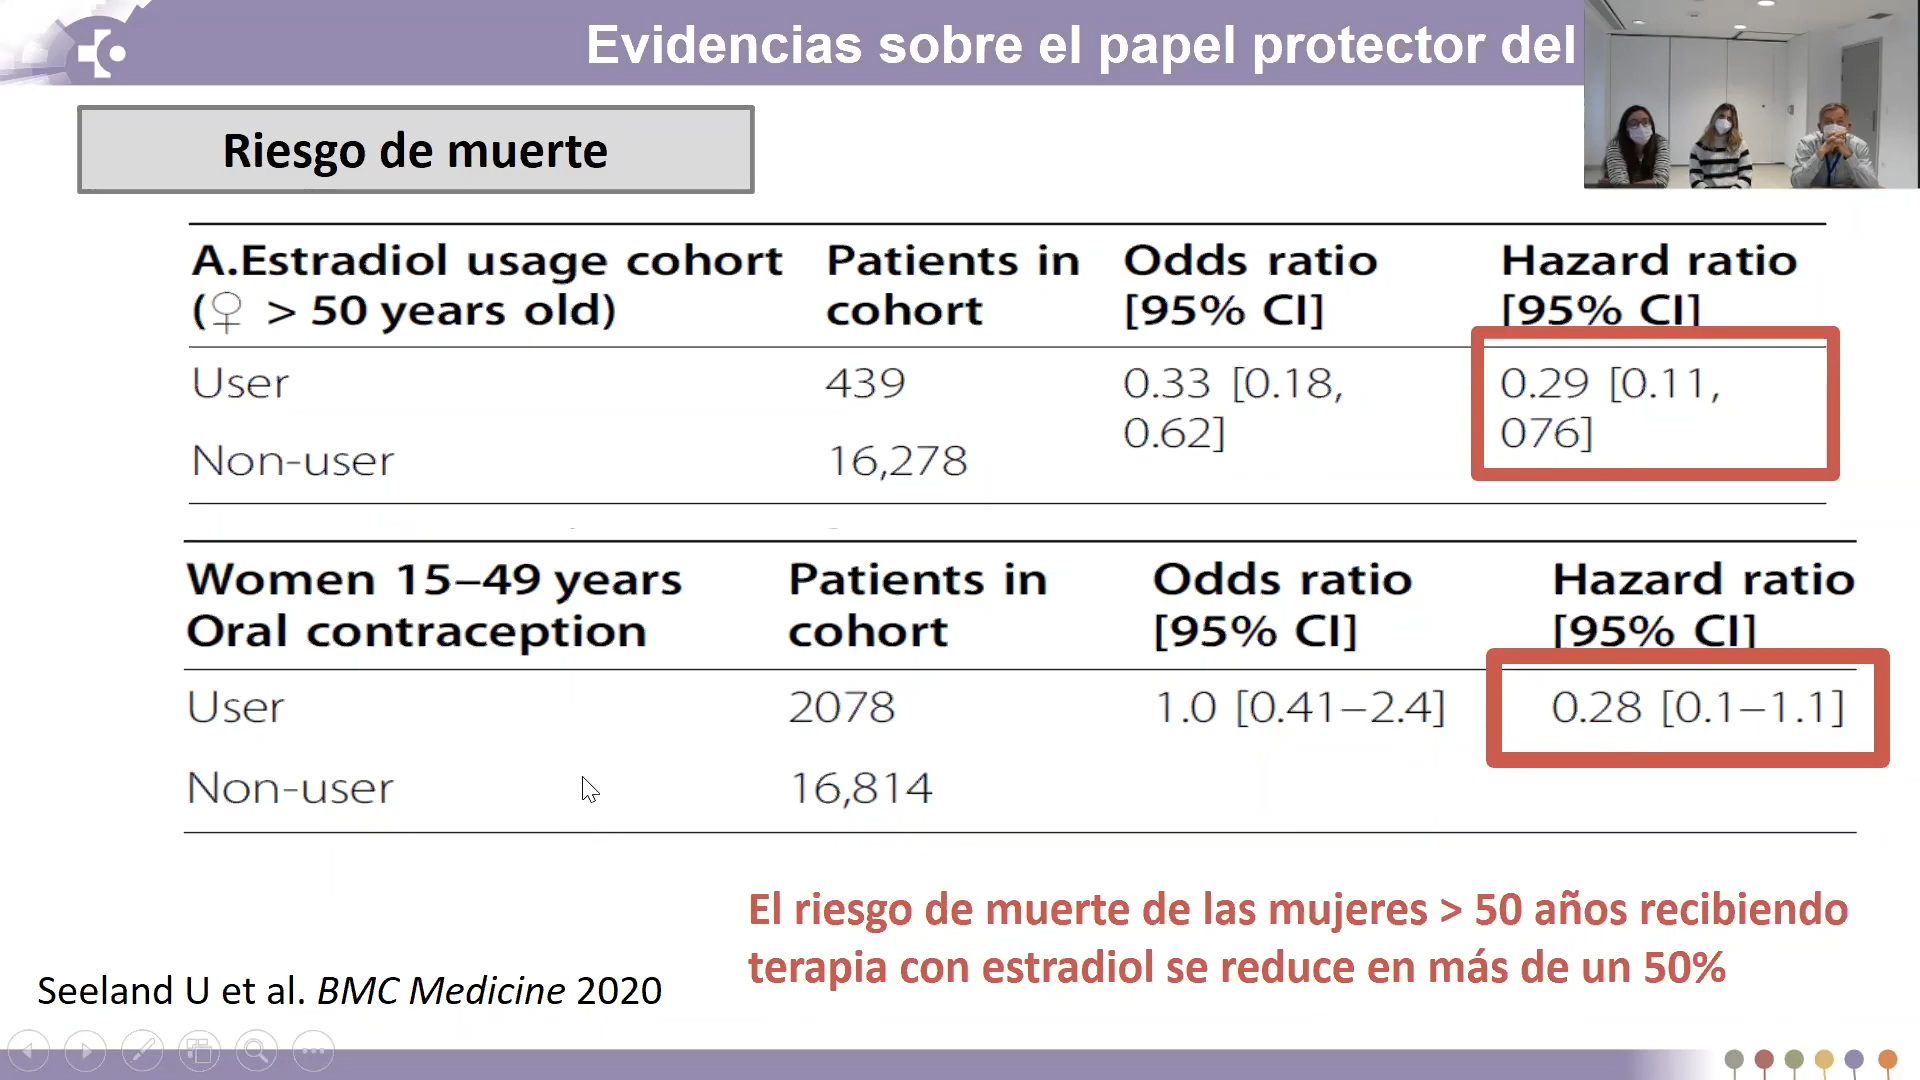 Evidencias sobre el papel protector del
Riesgo de muerte
A.Estradiol usage cohort Patients in Odds ratio Hazard ratio
(♀ > 50 years old) cohort [95% CI] [95% CI]
User 439 0.33 [0.18, 0.29 [0.11,
0.62] 076]
Non-user 16,278
Women 15–49 years Patients in Odds ratio Hazard ratio
Oral contraception cohort [95% CI] [95% CI]
User 2078 1.0 [0.41–2.4] 0.28 [0.1–1.1]
Non-user 16,814
El riesgo de muerte de las mujeres > 50 años recibiendo
terapia con estradiol se reduce en más de un 50%
Seeland U et al. BMC Medicine 2020